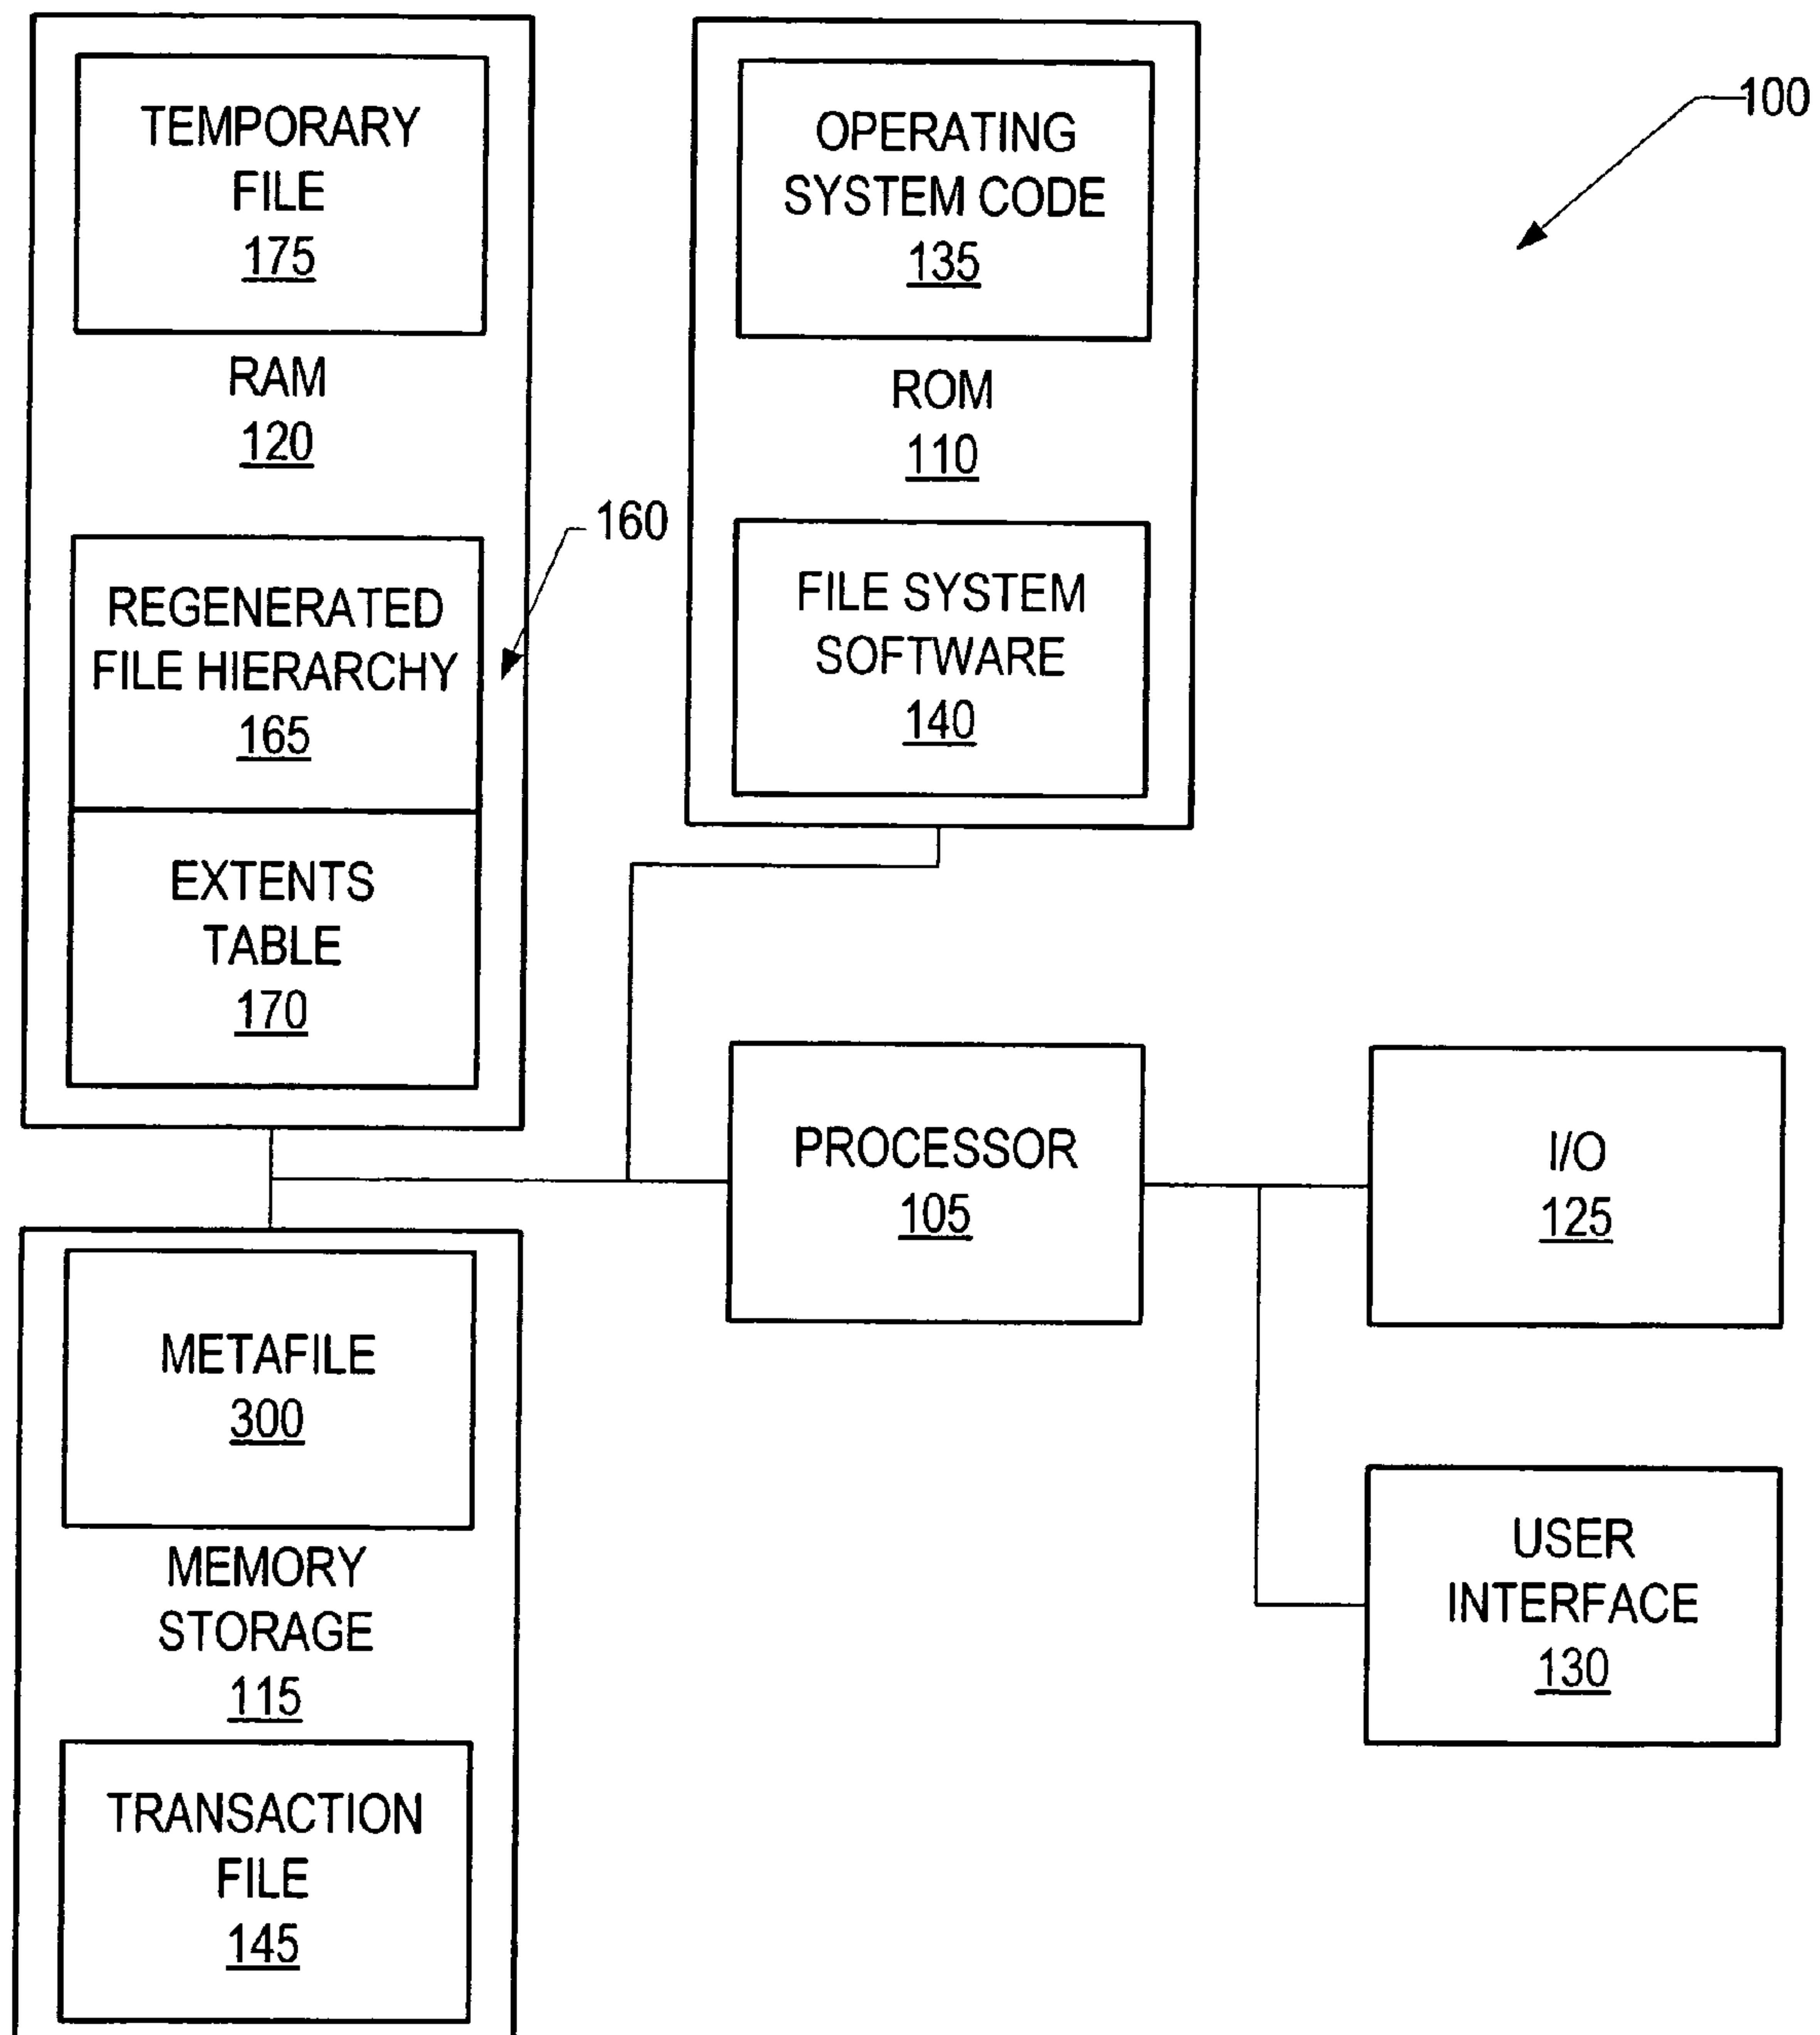 TEMPORARY
FILE
175
RAM
120
160
REGENERATED
FILE HIERARCHY
165
EXTENTS
TABLE
170
OPERATING
SYSTEM CODE
135
ROM
110
FILE SYSTEM
SOFTWARE
140
100
PROCESSOR
105
I/O
125
USER
INTERFACE
130
METAFILE
300
MEMORY
STORAGE
115
TRANSACTION
FILE
145